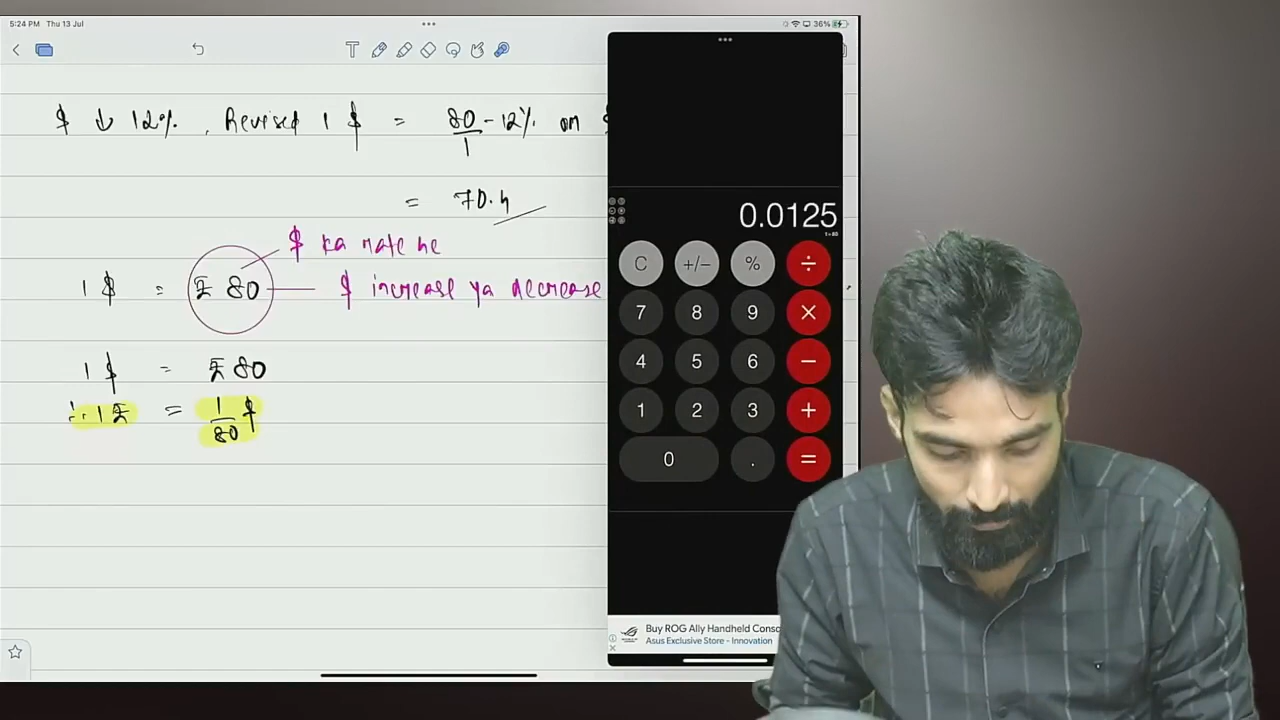 5:24 PM Thu 13 Jul
36%
$ ↓ 12%, Revised 1 $ = 80/1 - 12% on
= 70.4
$ ka rate he
1 $ = ₹ 80
$ increase ya decrease
1 $ = ₹ 80
∴ 1 ₹ = 1/80 $
0.0125
1÷80
C +/− % ÷
7 8 9 ×
4 5 6 −
1 2 3 +
0 . =
Buy ROG Ally Handheld Conso
Asus Exclusive Store - Innovation